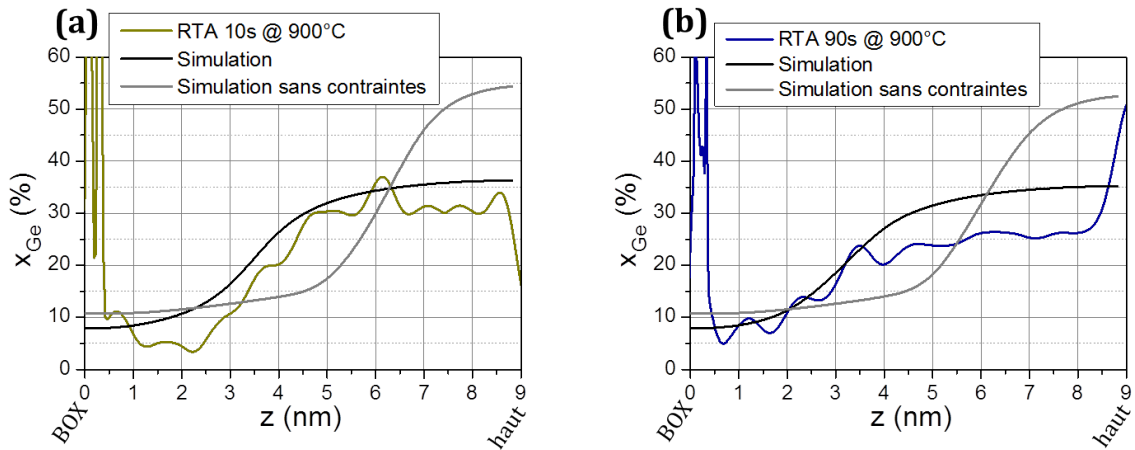 (a)
RTA 10s @ 900°C
Simulation
Simulation sans contraintes
60
50
40
30
20
10
0
x_Ge (%)
0 1 2 3 4 5 6 7 8 9
BOX
z (nm)
haut
(b)
RTA 90s @ 900°C
Simulation
Simulation sans contraintes
60
50
40
30
20
10
0
x_Ge (%)
0 1 2 3 4 5 6 7 8 9
BOX
z (nm)
haut